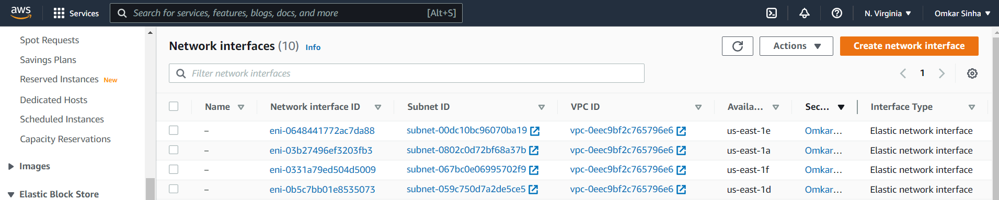 aws Services Search for services, features, blogs, docs, and more [Alt+S] N. Virginia Omkar Sinha
Spot Requests
Savings Plans
Reserved Instances New
Dedicated Hosts
Scheduled Instances
Capacity Reservations
Images
Elastic Block Store
Network interfaces (10) Info Actions Create network interface
Filter network interfaces 1
Name Network interface ID Subnet ID VPC ID Availa... Sec... Interface Type
– eni-0648441772ac7da88 subnet-00dc10bc96070ba19 vpc-0eec9bf2c765796e6 us-east-1e Omkar... Elastic network interface
– eni-03b27496ef3203fb3 subnet-0802c0d72bf68a37b vpc-0eec9bf2c765796e6 us-east-1a Omkar... Elastic network interface
– eni-0331a79ed504d5009 subnet-067bc0e06995702f9 vpc-0eec9bf2c765796e6 us-east-1f Omkar... Elastic network interface
– eni-0b5c7bb01e8535073 subnet-059c750d7a2de5ce5 vpc-0eec9bf2c765796e6 us-east-1d Omkar... Elastic network interface